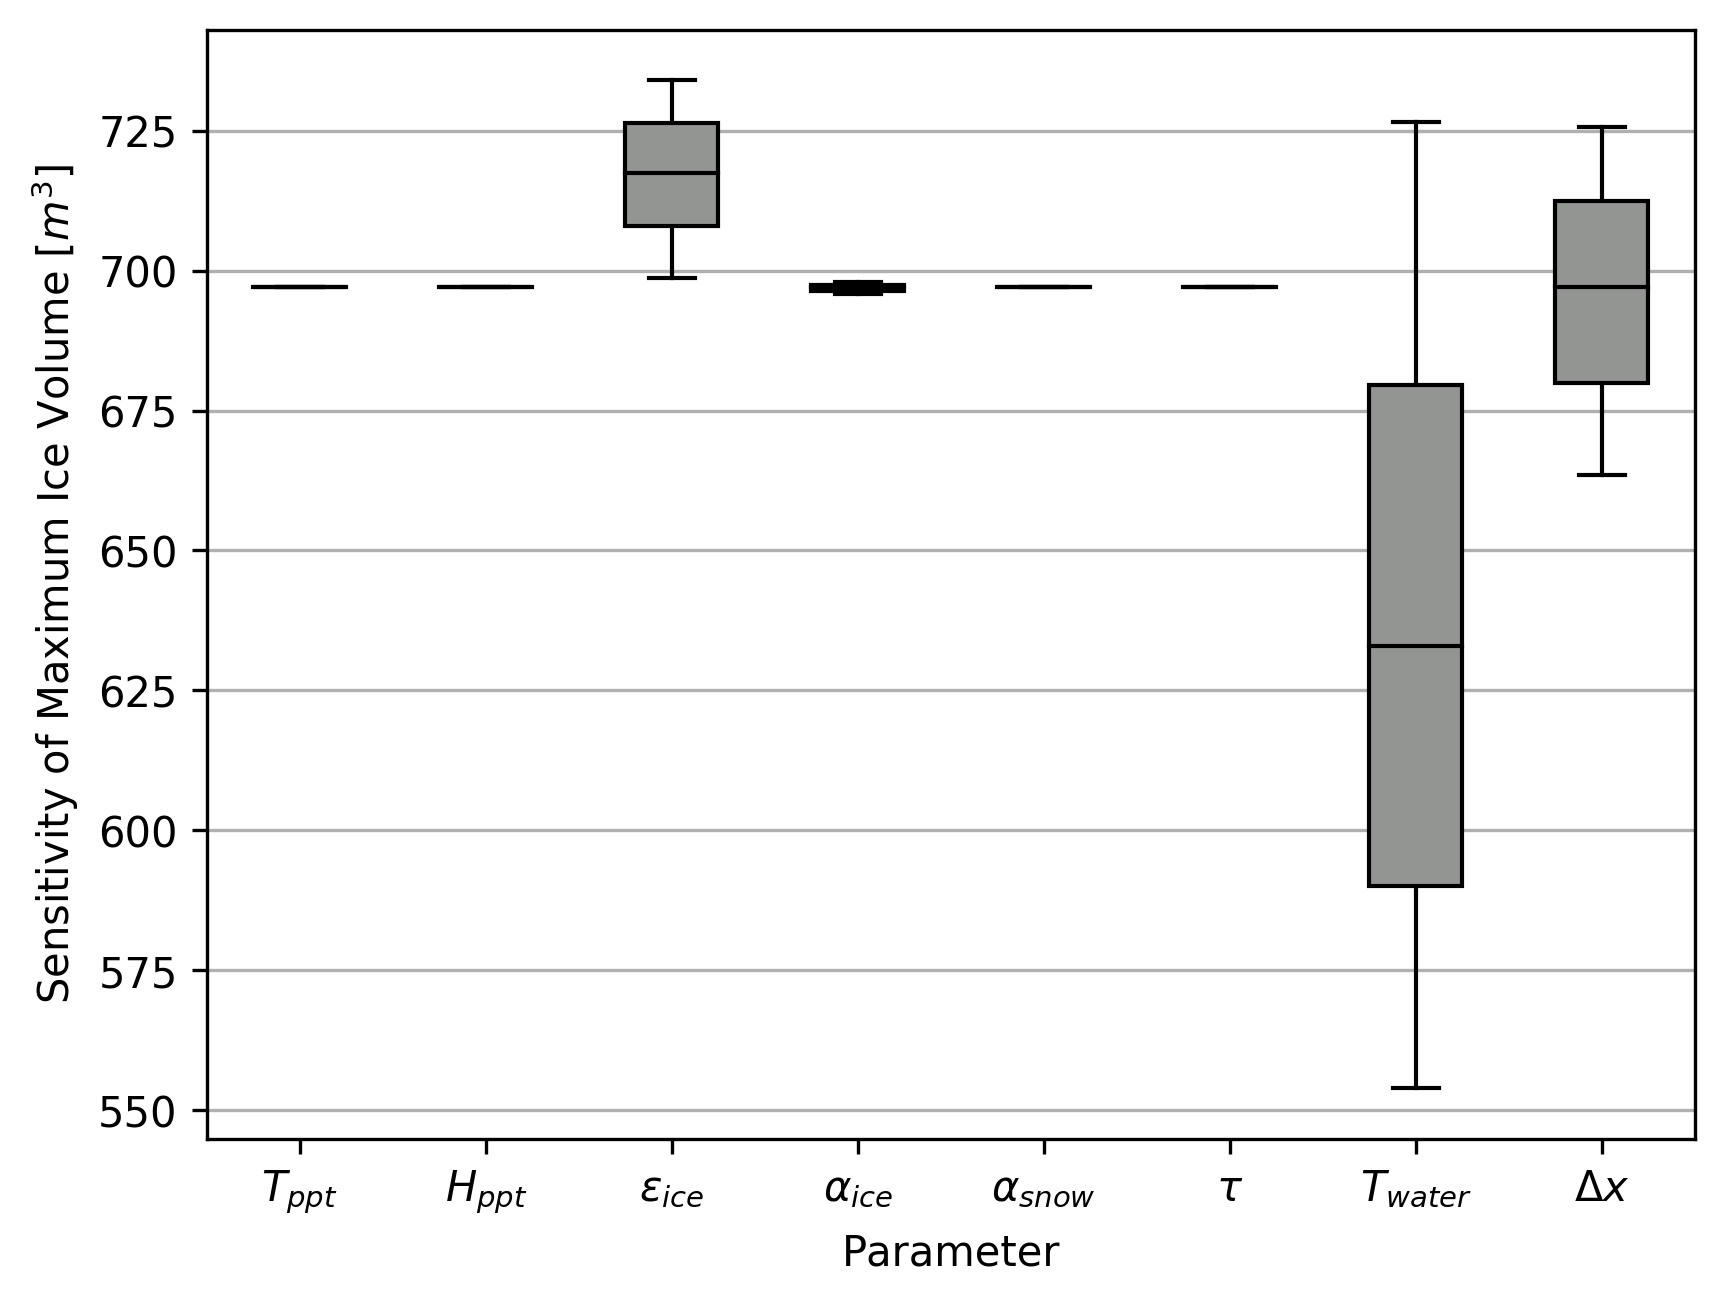 Sensitivity of Maximum Ice Volume [m³]
725
700
675
650
625
600
575
550
T_ppt H_ppt ε_ice α_ice α_snow τ T_water Δx
Parameter